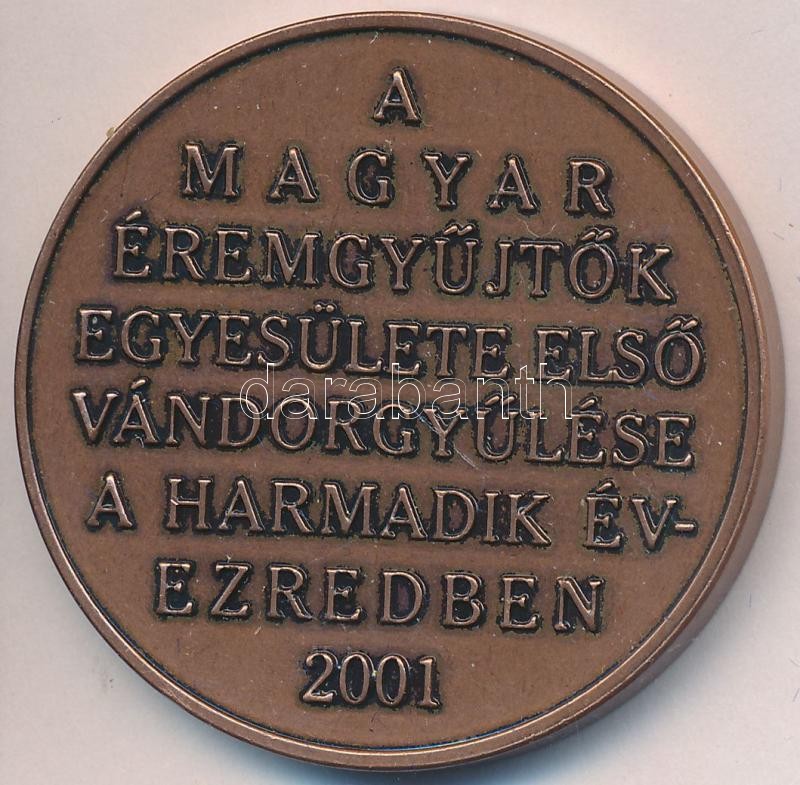 A
MAGYAR
ÉREMGYŰJTŐK
EGYESÜLETE ELSŐ
darabanth
VÁNDORGYŰLÉSE
A HARMADIK ÉV-
EZREDBEN
2001